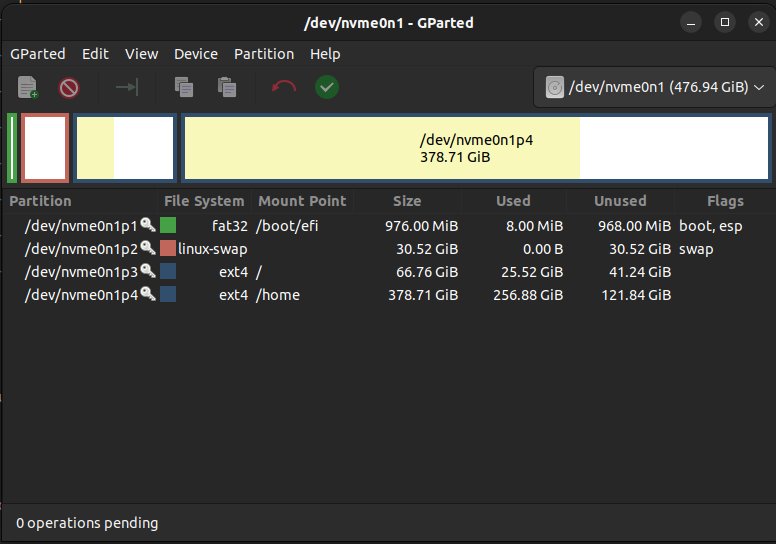 /dev/nvme0n1 - GParted
GParted Edit View Device Partition Help
/dev/nvme0n1 (476.94 GiB)
/dev/nvme0n1p4
378.71 GiB
Partition File System Mount Point Size Used Unused Flags
/dev/nvme0n1p1 fat32 /boot/efi 976.00 MiB 8.00 MiB 968.00 MiB boot, esp
/dev/nvme0n1p2 linux-swap 30.52 GiB 0.00 B 30.52 GiB swap
/dev/nvme0n1p3 ext4 / 66.76 GiB 25.52 GiB 41.24 GiB
/dev/nvme0n1p4 ext4 /home 378.71 GiB 256.88 GiB 121.84 GiB
0 operations pending